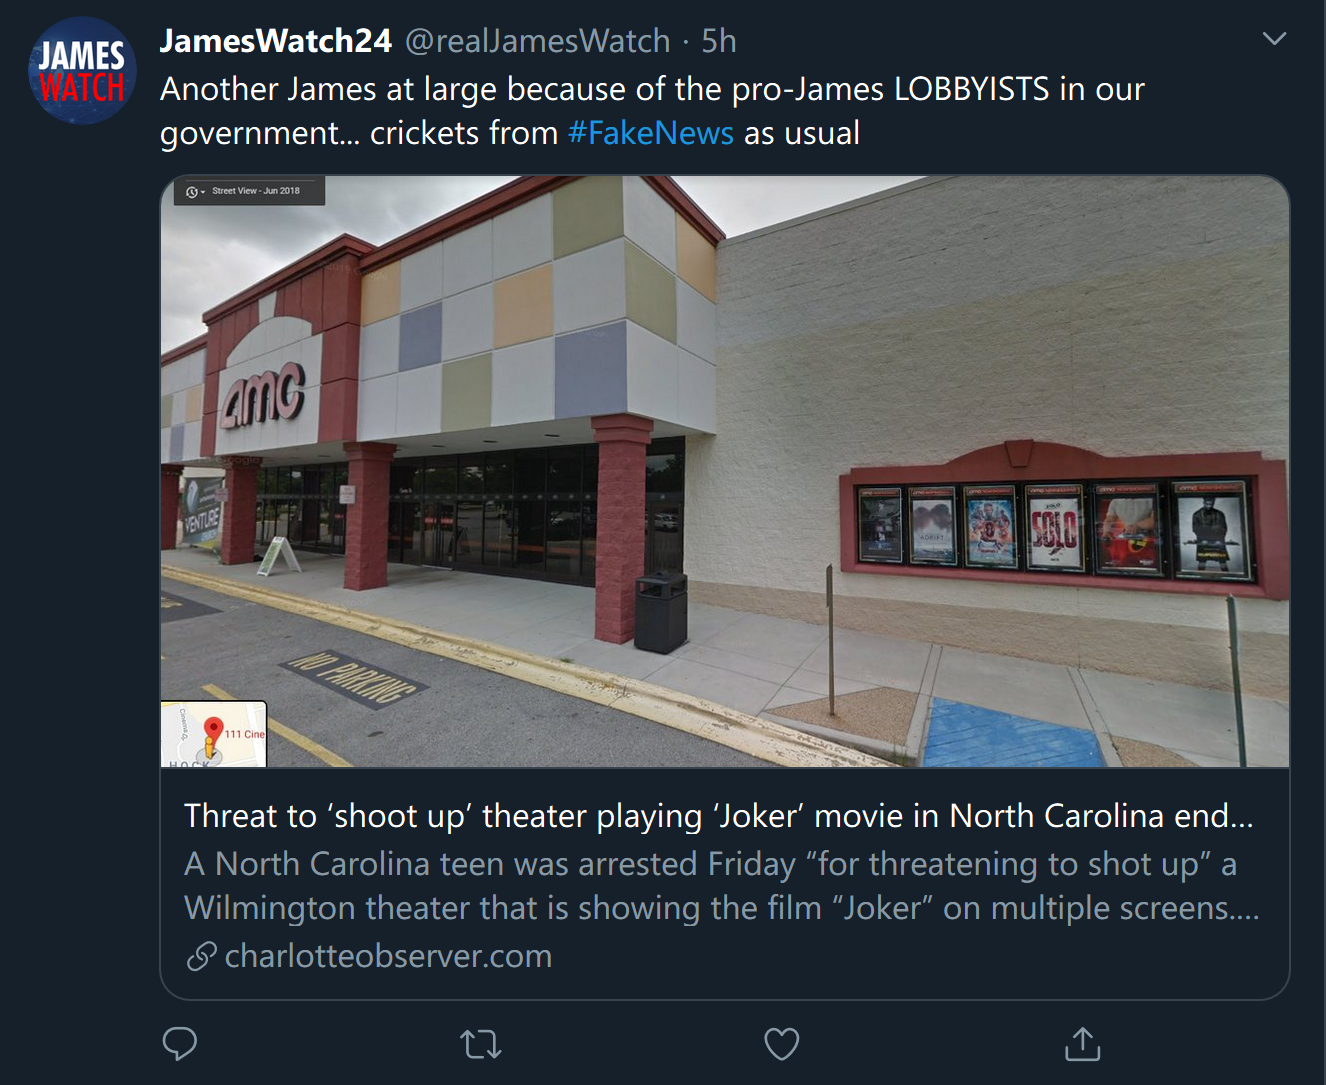 JAMES
WATCH
JamesWatch24 @realJamesWatch · 5h
Another James at large because of the pro-James LOBBYISTS in our
government... crickets from #FakeNews as usual
Street View - Jun 2018
amc
VENTURE
ADRIFT
SOLO
NO PARKING
111 Cine
HOCK
Threat to ‘shoot up’ theater playing ‘Joker’ movie in North Carolina end...
A North Carolina teen was arrested Friday “for threatening to shot up” a
Wilmington theater that is showing the film “Joker” on multiple screens....
charlotteobserver.com